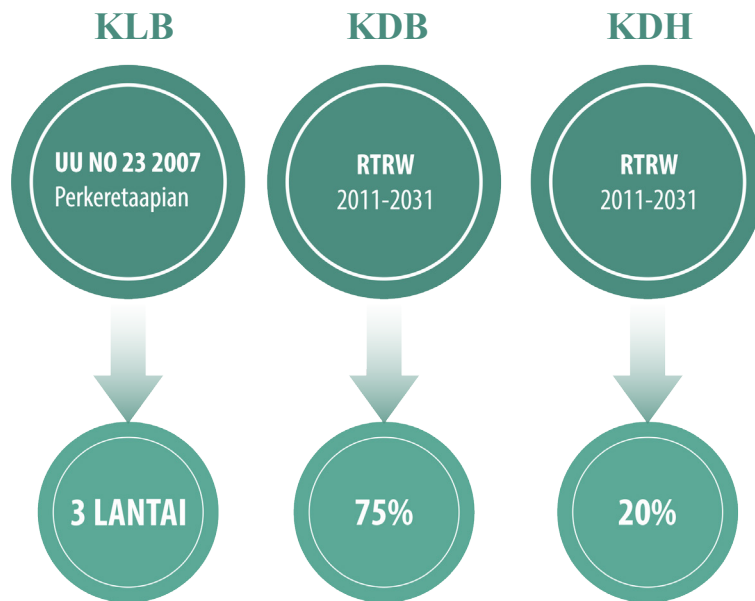 KLB
KDB
KDH
UU NO 23 2007
Perkeretaapian
RTRW
2011-2031
RTRW
2011-2031
3 LANTAI
75%
20%